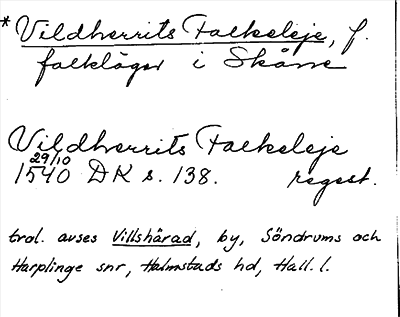 *Vildherrits Falkeleje, f.
falkläger i Skåne
Vildherrits Falkeleje
29/10
1540 DK s. 138. regest.
trol. avses Villshärad, by, Söndrums och
Harplinge snr, Halmstads hd, Hall. l.